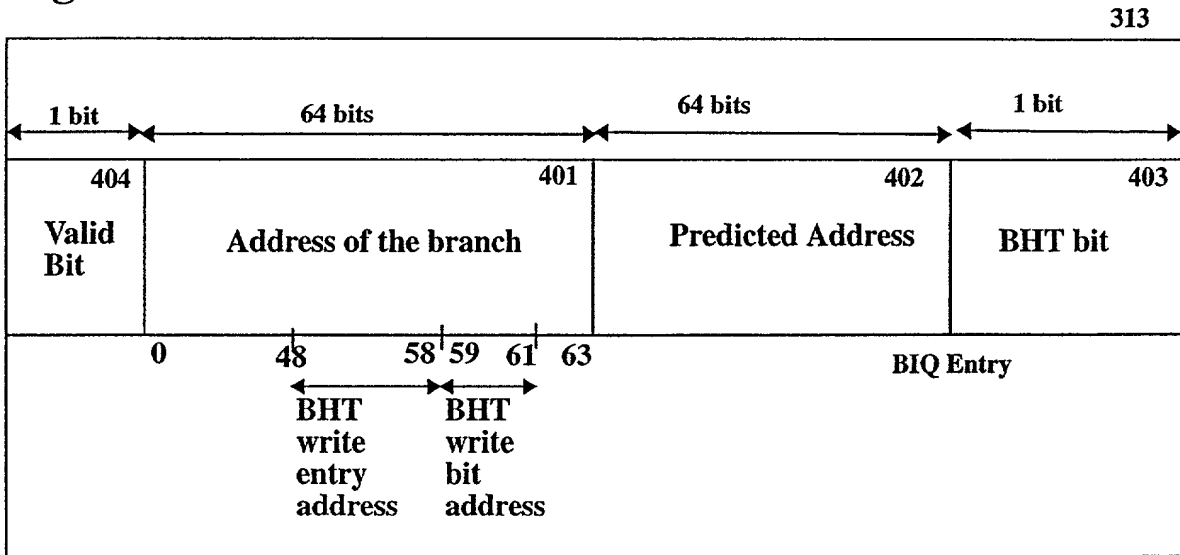 313
1 bit 64 bits 64 bits 1 bit
404 401 402 403
Valid
Bit
Address of the branch
Predicted Address
BHT bit
0 48 58 59 61 63
BIQ Entry
BHT
write
entry
address
BHT
write
bit
address